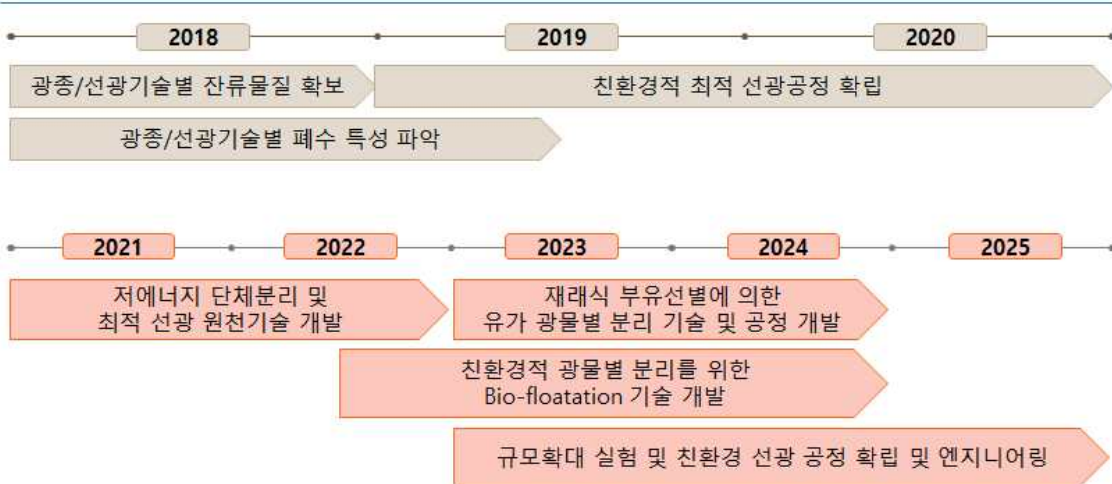 2018
2019
2020
광종/선광기술별 잔류물질 확보
친환경적 최적 선광공정 확립
광종/선광기술별 폐수 특성 파악
2021
2022
2023
2024
2025
저에너지 단체분리 및
최적 선광 원천기술 개발
재래식 부유선별에 의한
유가 광물별 분리 기술 및 공정 개발
친환경적 광물별 분리를 위한
Bio-floatation 기술 개발
규모확대 실험 및 친환경 선광 공정 확립 및 엔지니어링